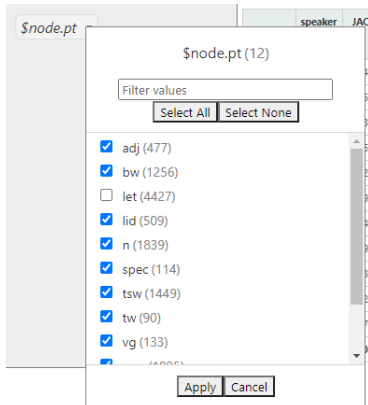 $node.pt
speaker JAC
$node.pt (12)
Filter values
Select All Select None
adj (477)
bw (1256)
let (4427)
lid (509)
n (1839)
spec (114)
tsw (1449)
tw (90)
vg (133)
Apply Cancel